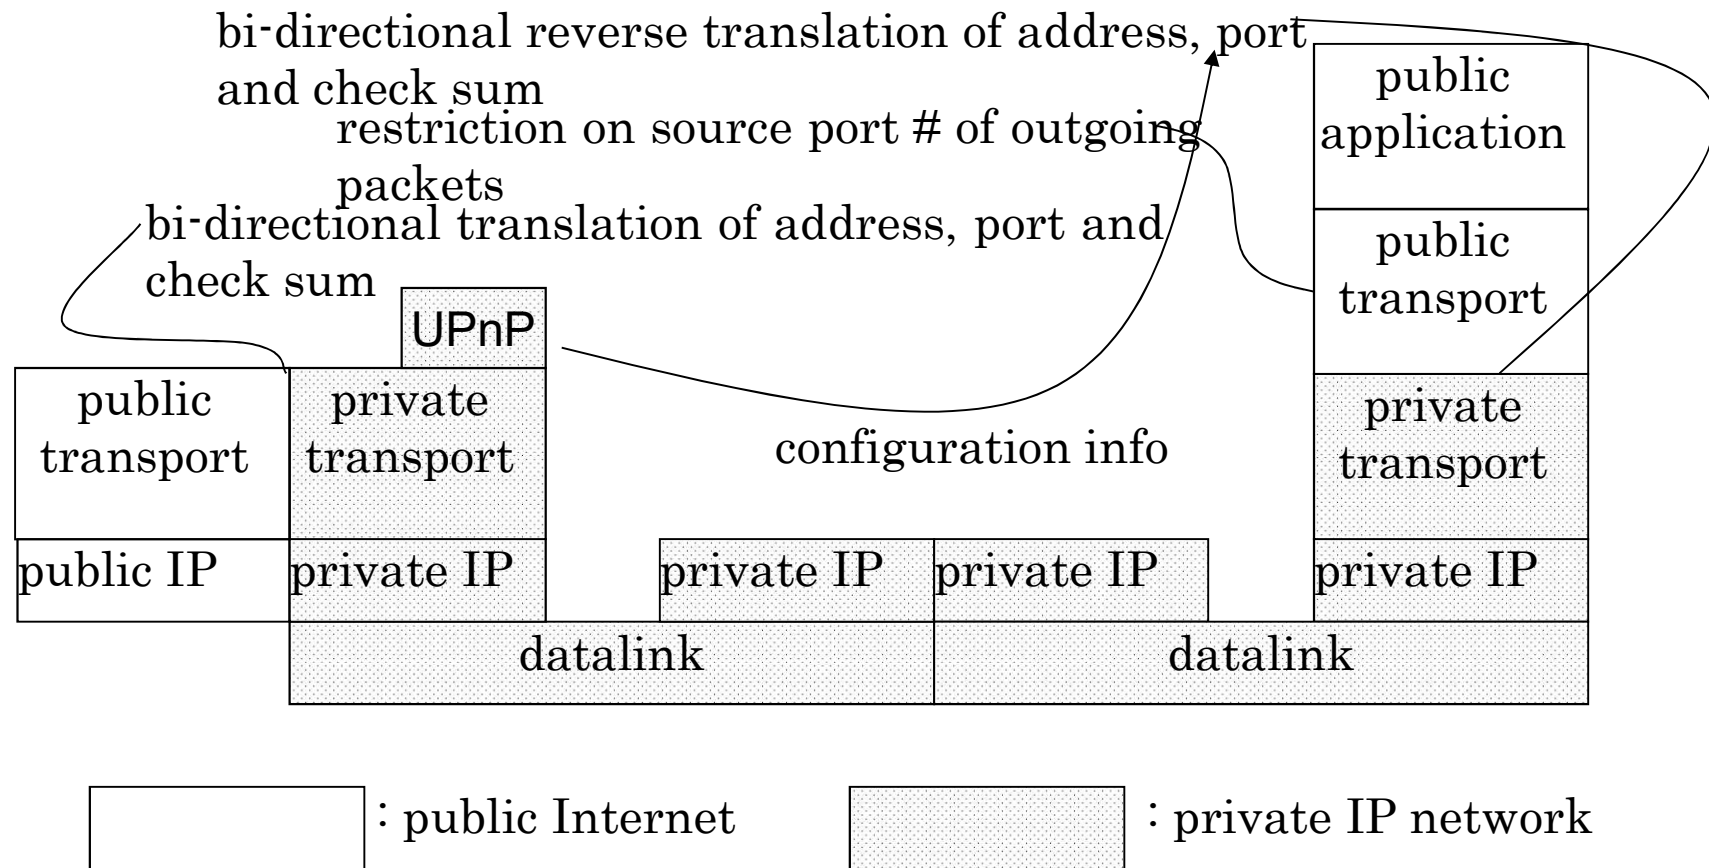 bi-directional reverse translation of address, port
and check sum
restriction on source port # of outgoing
packets
bi-directional translation of address, port and
check sum
public
application
public
transport
UPnP
public
transport
private
transport
configuration info
private
transport
public IP
private IP
private IP
private IP
private IP
datalink
datalink
: public Internet
: private IP network